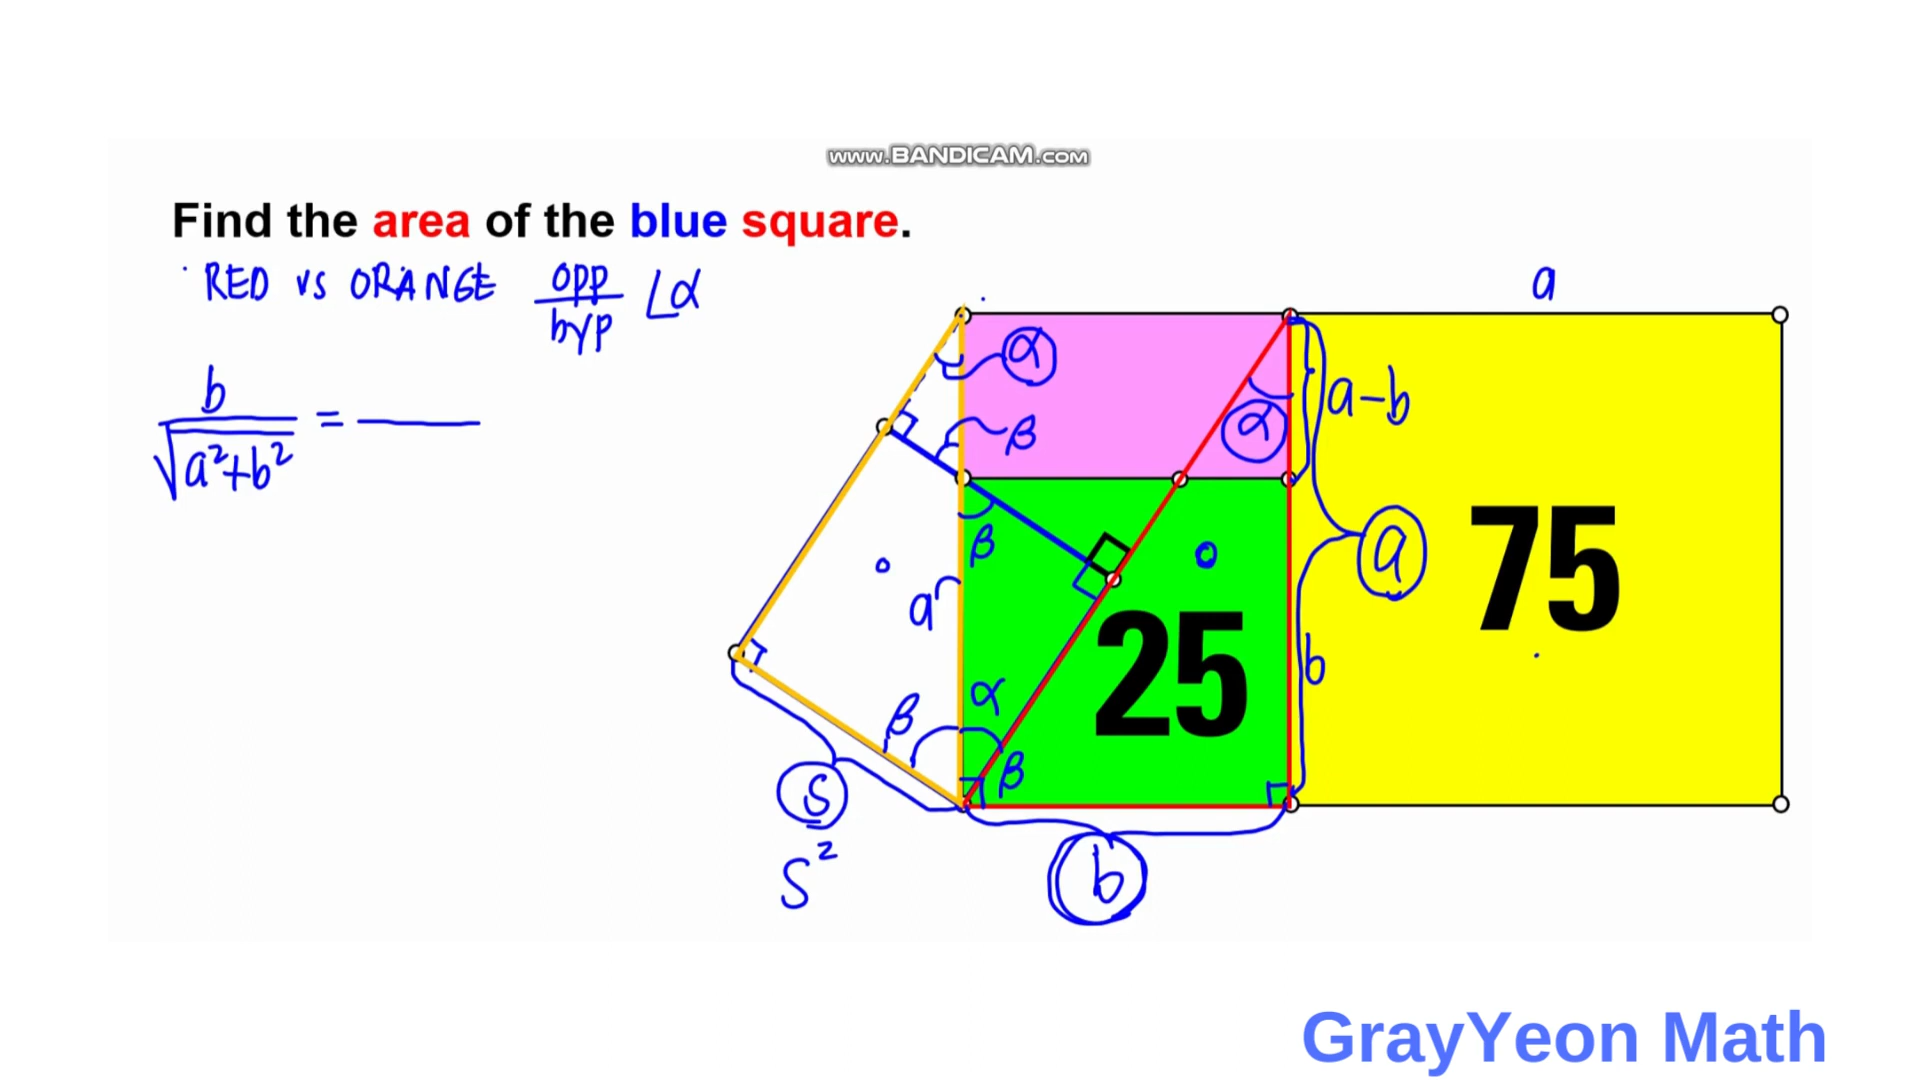 www.BANDICAM.com
Find the area of the blue square.
RED vs ORANGE opp/hyp ∠α
b/√a²+b² =
a
α
β
α
a-b
β
a
a
75
25
α
β
β
b
s
s²
b
GrayYeon Math